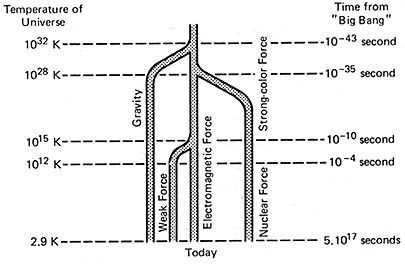 Temperature of
Universe
Time from
"Big Bang"
10³² K
10⁻⁴³ second
10²⁸ K
10⁻³⁵ second
Gravity
Strong-color Force
10¹⁵ K
10⁻¹⁰ second
10¹² K
10⁻⁴ second
Weak Force
Electromagnetic Force
Nuclear Force
2.9 K
5.10¹⁷ seconds
Today